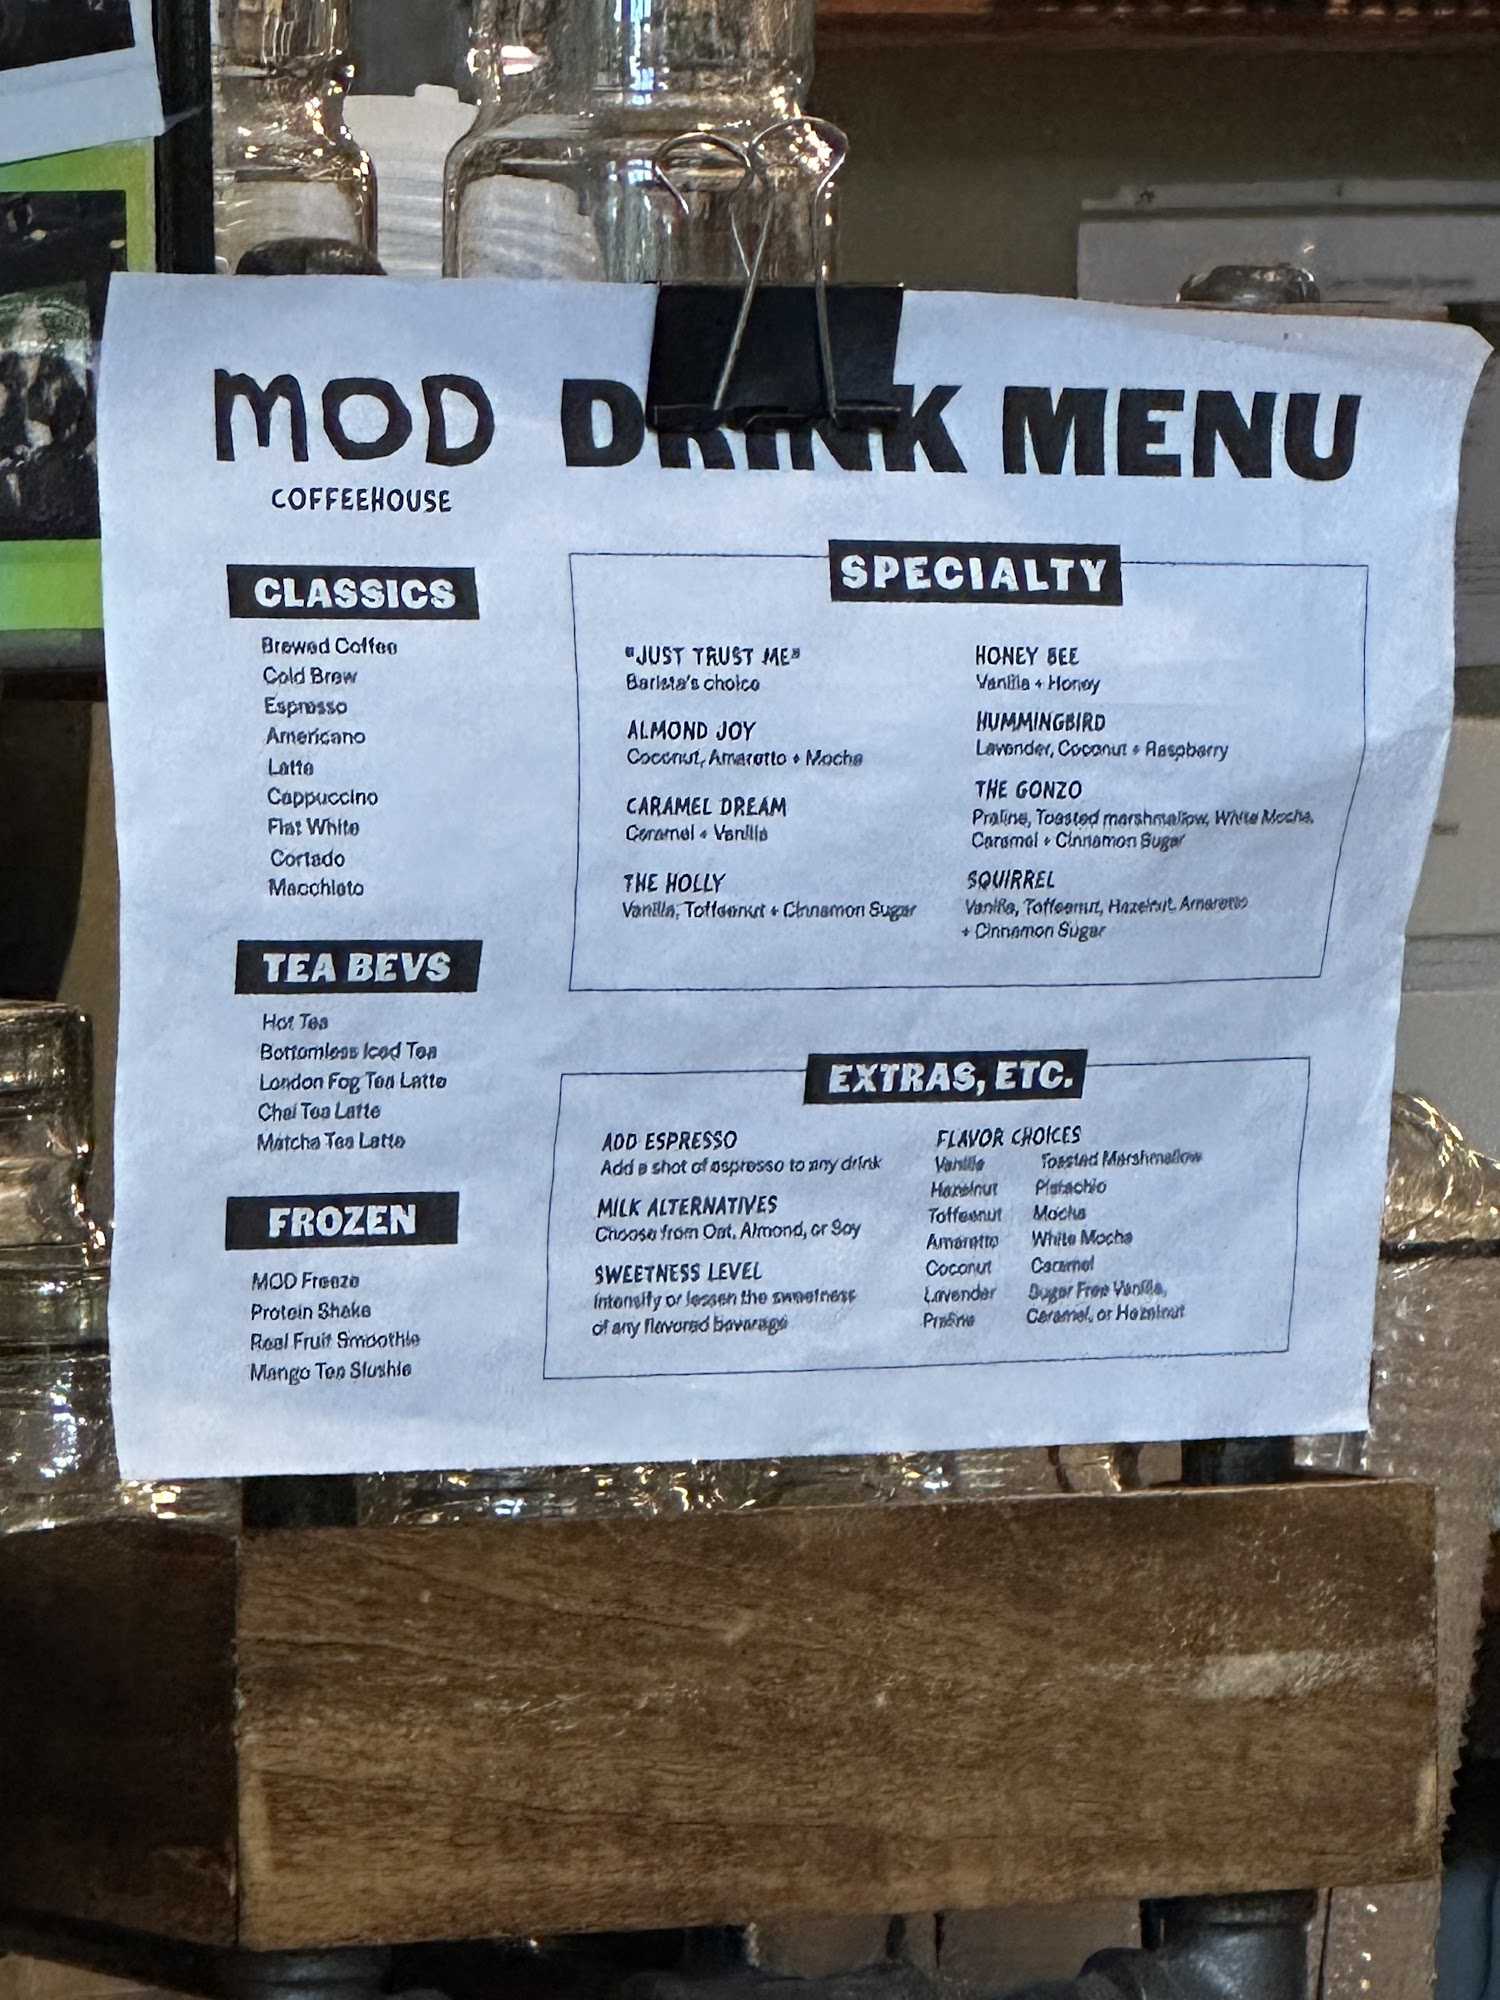 MOD DRINK MENU
COFFEEHOUSE
CLASSICS
Brewed Coffee
Cold Brew
Espresso
Americano
Latte
Cappuccino
Flat White
Cortado
Macchiato
TEA BEVS
Hot Tea
Bottomless Iced Tea
London Fog Tea Latte
Chai Tea Latte
Matcha Tea Latte
FROZEN
MOD Freeze
Protein Shake
Real Fruit Smoothie
Mango Tea Slushie
SPECIALTY
"JUST TRUST ME"
Barista's choice
ALMOND JOY
Coconut, Amaretto + Mocha
CARAMEL DREAM
Caramel + Vanilla
THE HOLLY
Vanilla, Toffeenut + Cinnamon Sugar
HONEY BEE
Vanilla + Honey
HUMMINGBIRD
Lavender, Coconut + Raspberry
THE GONZO
Praline, Toasted marshmallow, White Mocha,
Caramel + Cinnamon Sugar
SQUIRREL
Vanilla, Toffeenut, Hazelnut, Amaretto
+ Cinnamon Sugar
EXTRAS, ETC.
ADD ESPRESSO
Add a shot of espresso to any drink
MILK ALTERNATIVES
Choose from Oat, Almond, or Soy
SWEETNESS LEVEL
Intensify or lessen the sweetness
of any flavored beverage
FLAVOR CHOICES
Vanilla
Hazelnut
Toffeenut
Amaretto
Coconut
Lavender
Praline
Toasted Marshmallow
Pistachio
Mocha
White Mocha
Caramel
Sugar Free Vanilla,
Caramel, or Hazelnut